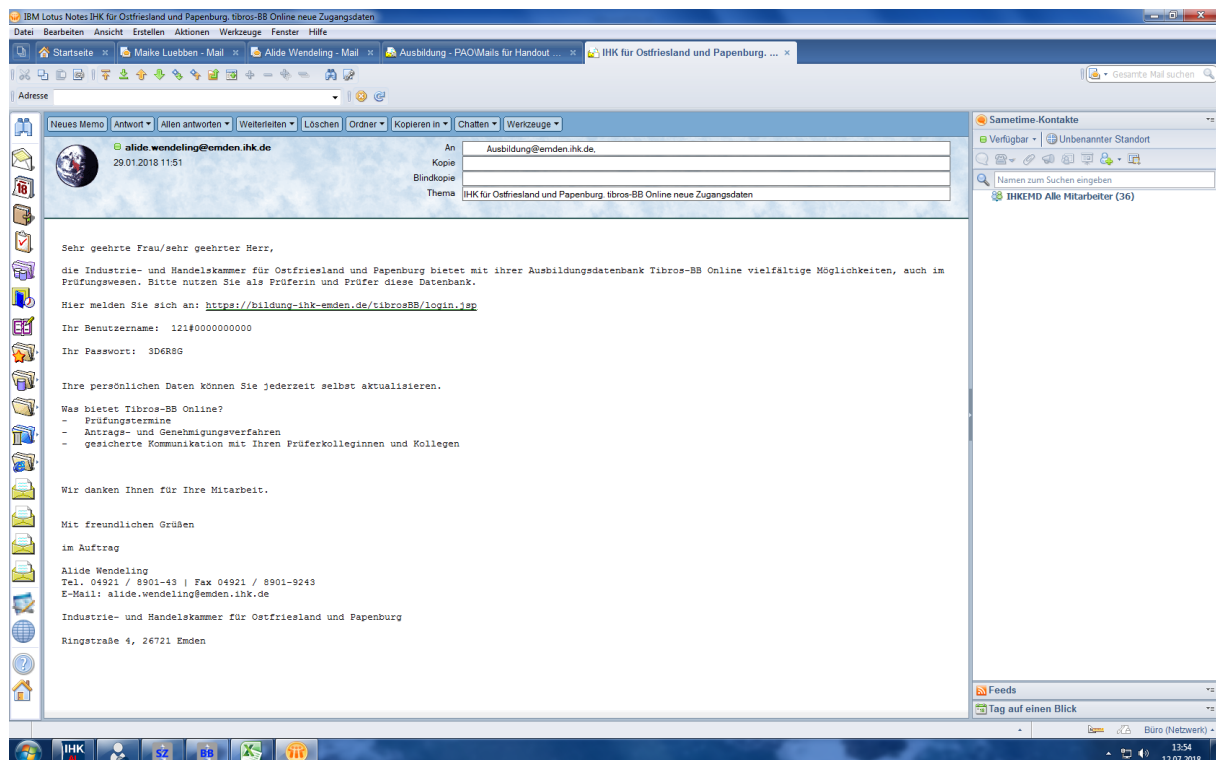 IBM Lotus Notes IHK für Ostfriesland und Papenburg. tibros-BB Online neue Zugangsdaten
Datei Bearbeiten Ansicht Erstellen Aktionen Werkzeuge Fenster Hilfe
Startseite Maike Luebben - Mail Alide Wendeling - Mail Ausbildung - PAO\Mails für Handout ... IHK für Ostfriesland und Papenburg. ...
Gesamte Mail suchen
Adresse
Neues Memo Antwort Allen antworten Weiterleiten Löschen Ordner Kopieren in Chatten Werkzeuge
Sametime-Kontakte
alide.wendeling@emden.ihk.de
29.01.2018 11:51
An Ausbildung@emden.ihk.de,
Kopie
Blindkopie
Thema IHK für Ostfriesland und Papenburg. tibros-BB Online neue Zugangsdaten
Verfügbar Unbenannter Standort
Namen zum Suchen eingeben
IHKEMD Alle Mitarbeiter (36)
Sehr geehrte Frau/sehr geehrter Herr,
die Industrie- und Handelskammer für Ostfriesland und Papenburg bietet mit ihrer Ausbildungsdatenbank Tibros-BB Online vielfältige Möglichkeiten, auch im
Prüfungswesen. Bitte nutzen Sie als Prüferin und Prüfer diese Datenbank.
Hier melden Sie sich an: https://bildung-ihk-emden.de/tibrosBB/login.jsp
Ihr Benutzername: 121#0000000000
Ihr Passwort: 3D6R8G
Ihre persönlichen Daten können Sie jederzeit selbst aktualisieren.
Was bietet Tibros-BB Online?
- Prüfungstermine
- Antrags- und Genehmigungsverfahren
- gesicherte Kommunikation mit Ihren Prüferkolleginnen und Kollegen
Wir danken Ihnen für Ihre Mitarbeit.
Mit freundlichen Grüßen
im Auftrag
Alide Wendeling
Tel. 04921 / 8901-43 | Fax 04921 / 8901-9243
E-Mail: alide.wendeling@emden.ihk.de
Industrie- und Handelskammer für Ostfriesland und Papenburg
Ringstraße 4, 26721 Emden
Feeds
Tag auf einen Blick
Büro (Netzwerk)
IHK SZ BB
13:54
12.07.2018